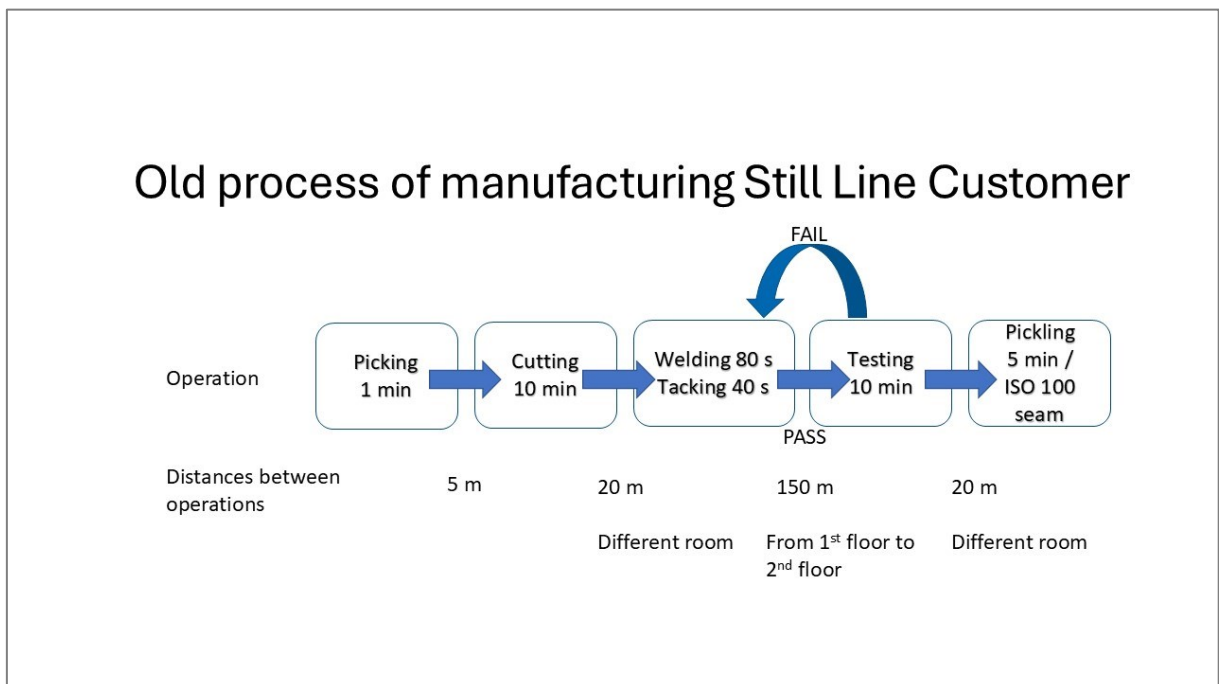 Old process of manufacturing Still Line Customer
FAIL
Operation
Picking
1 min
Cutting
10 min
Welding 80 s
Tacking 40 s
Testing
10 min
Pickling
5 min /
ISO 100
seam
PASS
Distances between
operations
5 m
20 m
150 m
20 m
Different room
From 1st floor to
2nd floor
Different room